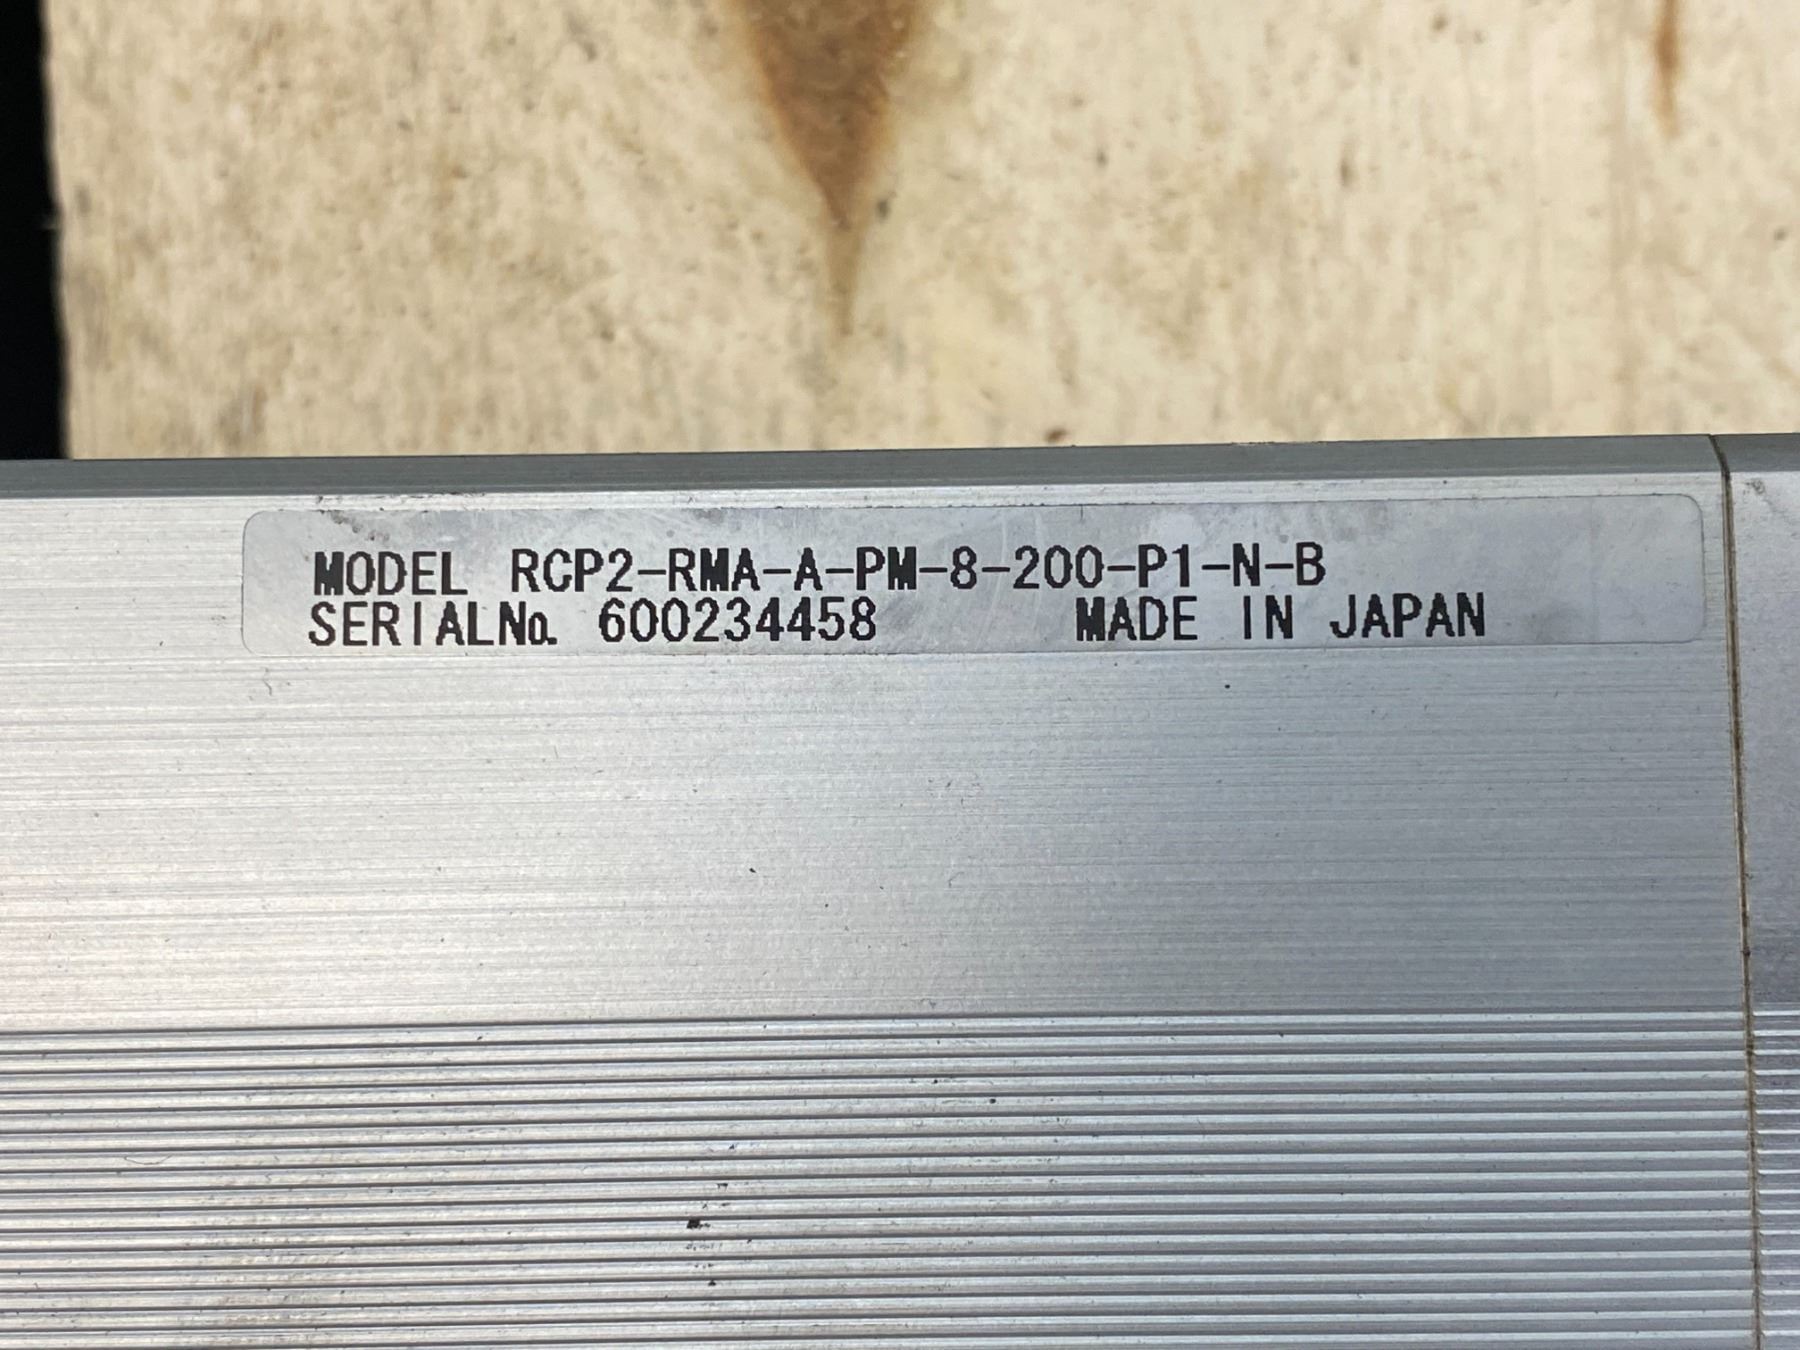 MODEL RCP2-RMA-A-PM-8-200-P1-N-B
SERIALNo. 600234458 MADE IN JAPAN